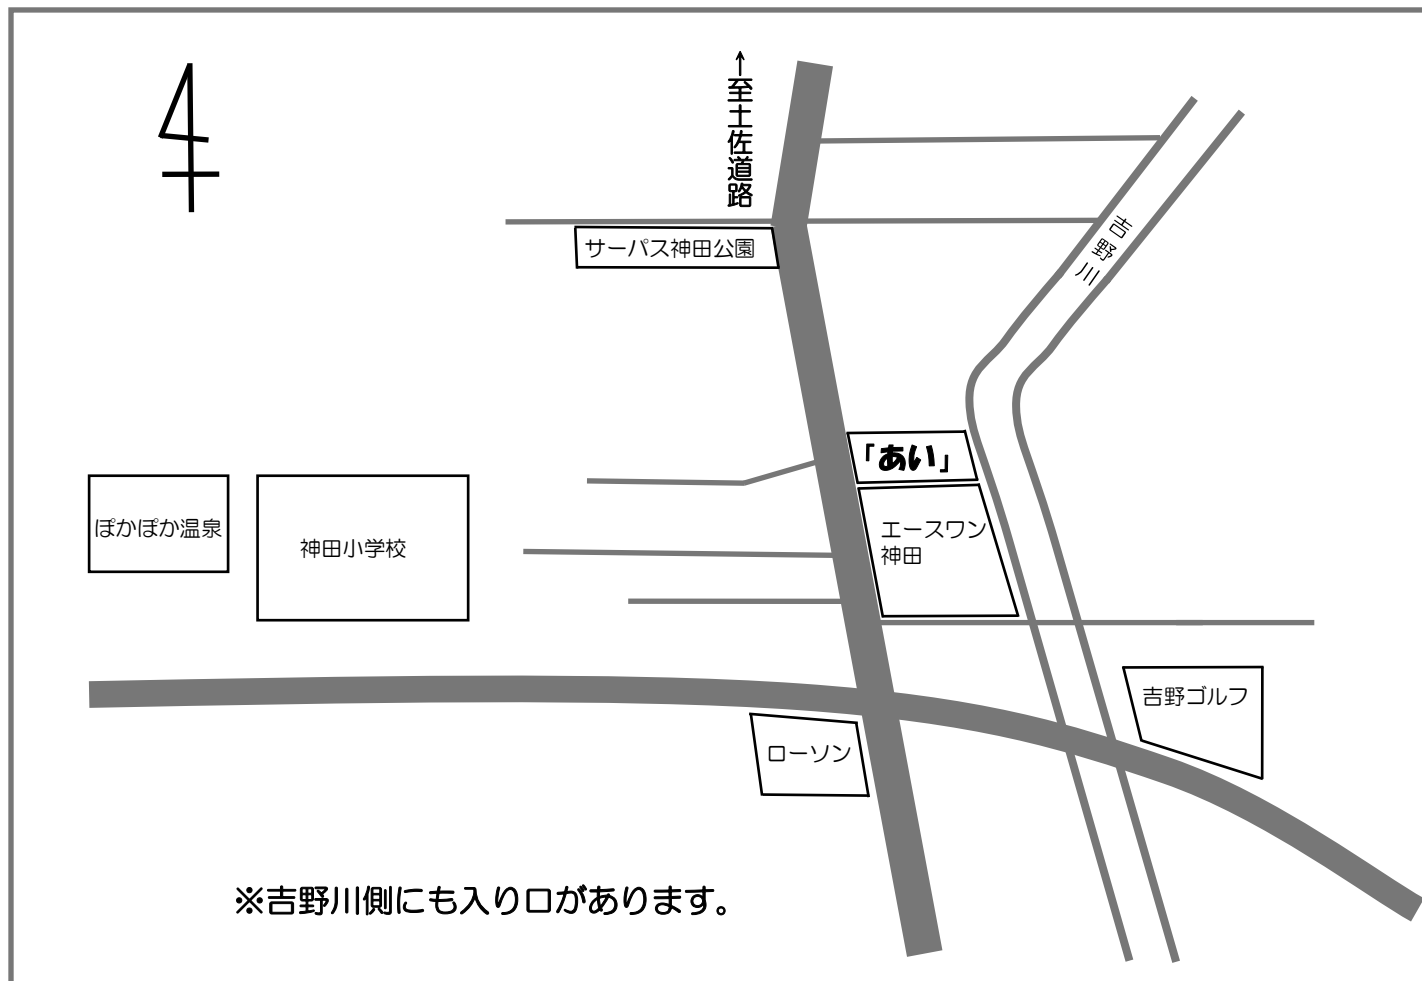 ↑至土佐道路
サーパス神田公園
吉野川
「あい」
エースワン
神田
ぽかぽか温泉
神田小学校
吉野ゴルフ
ローソン
※吉野川側にも入り口があります。